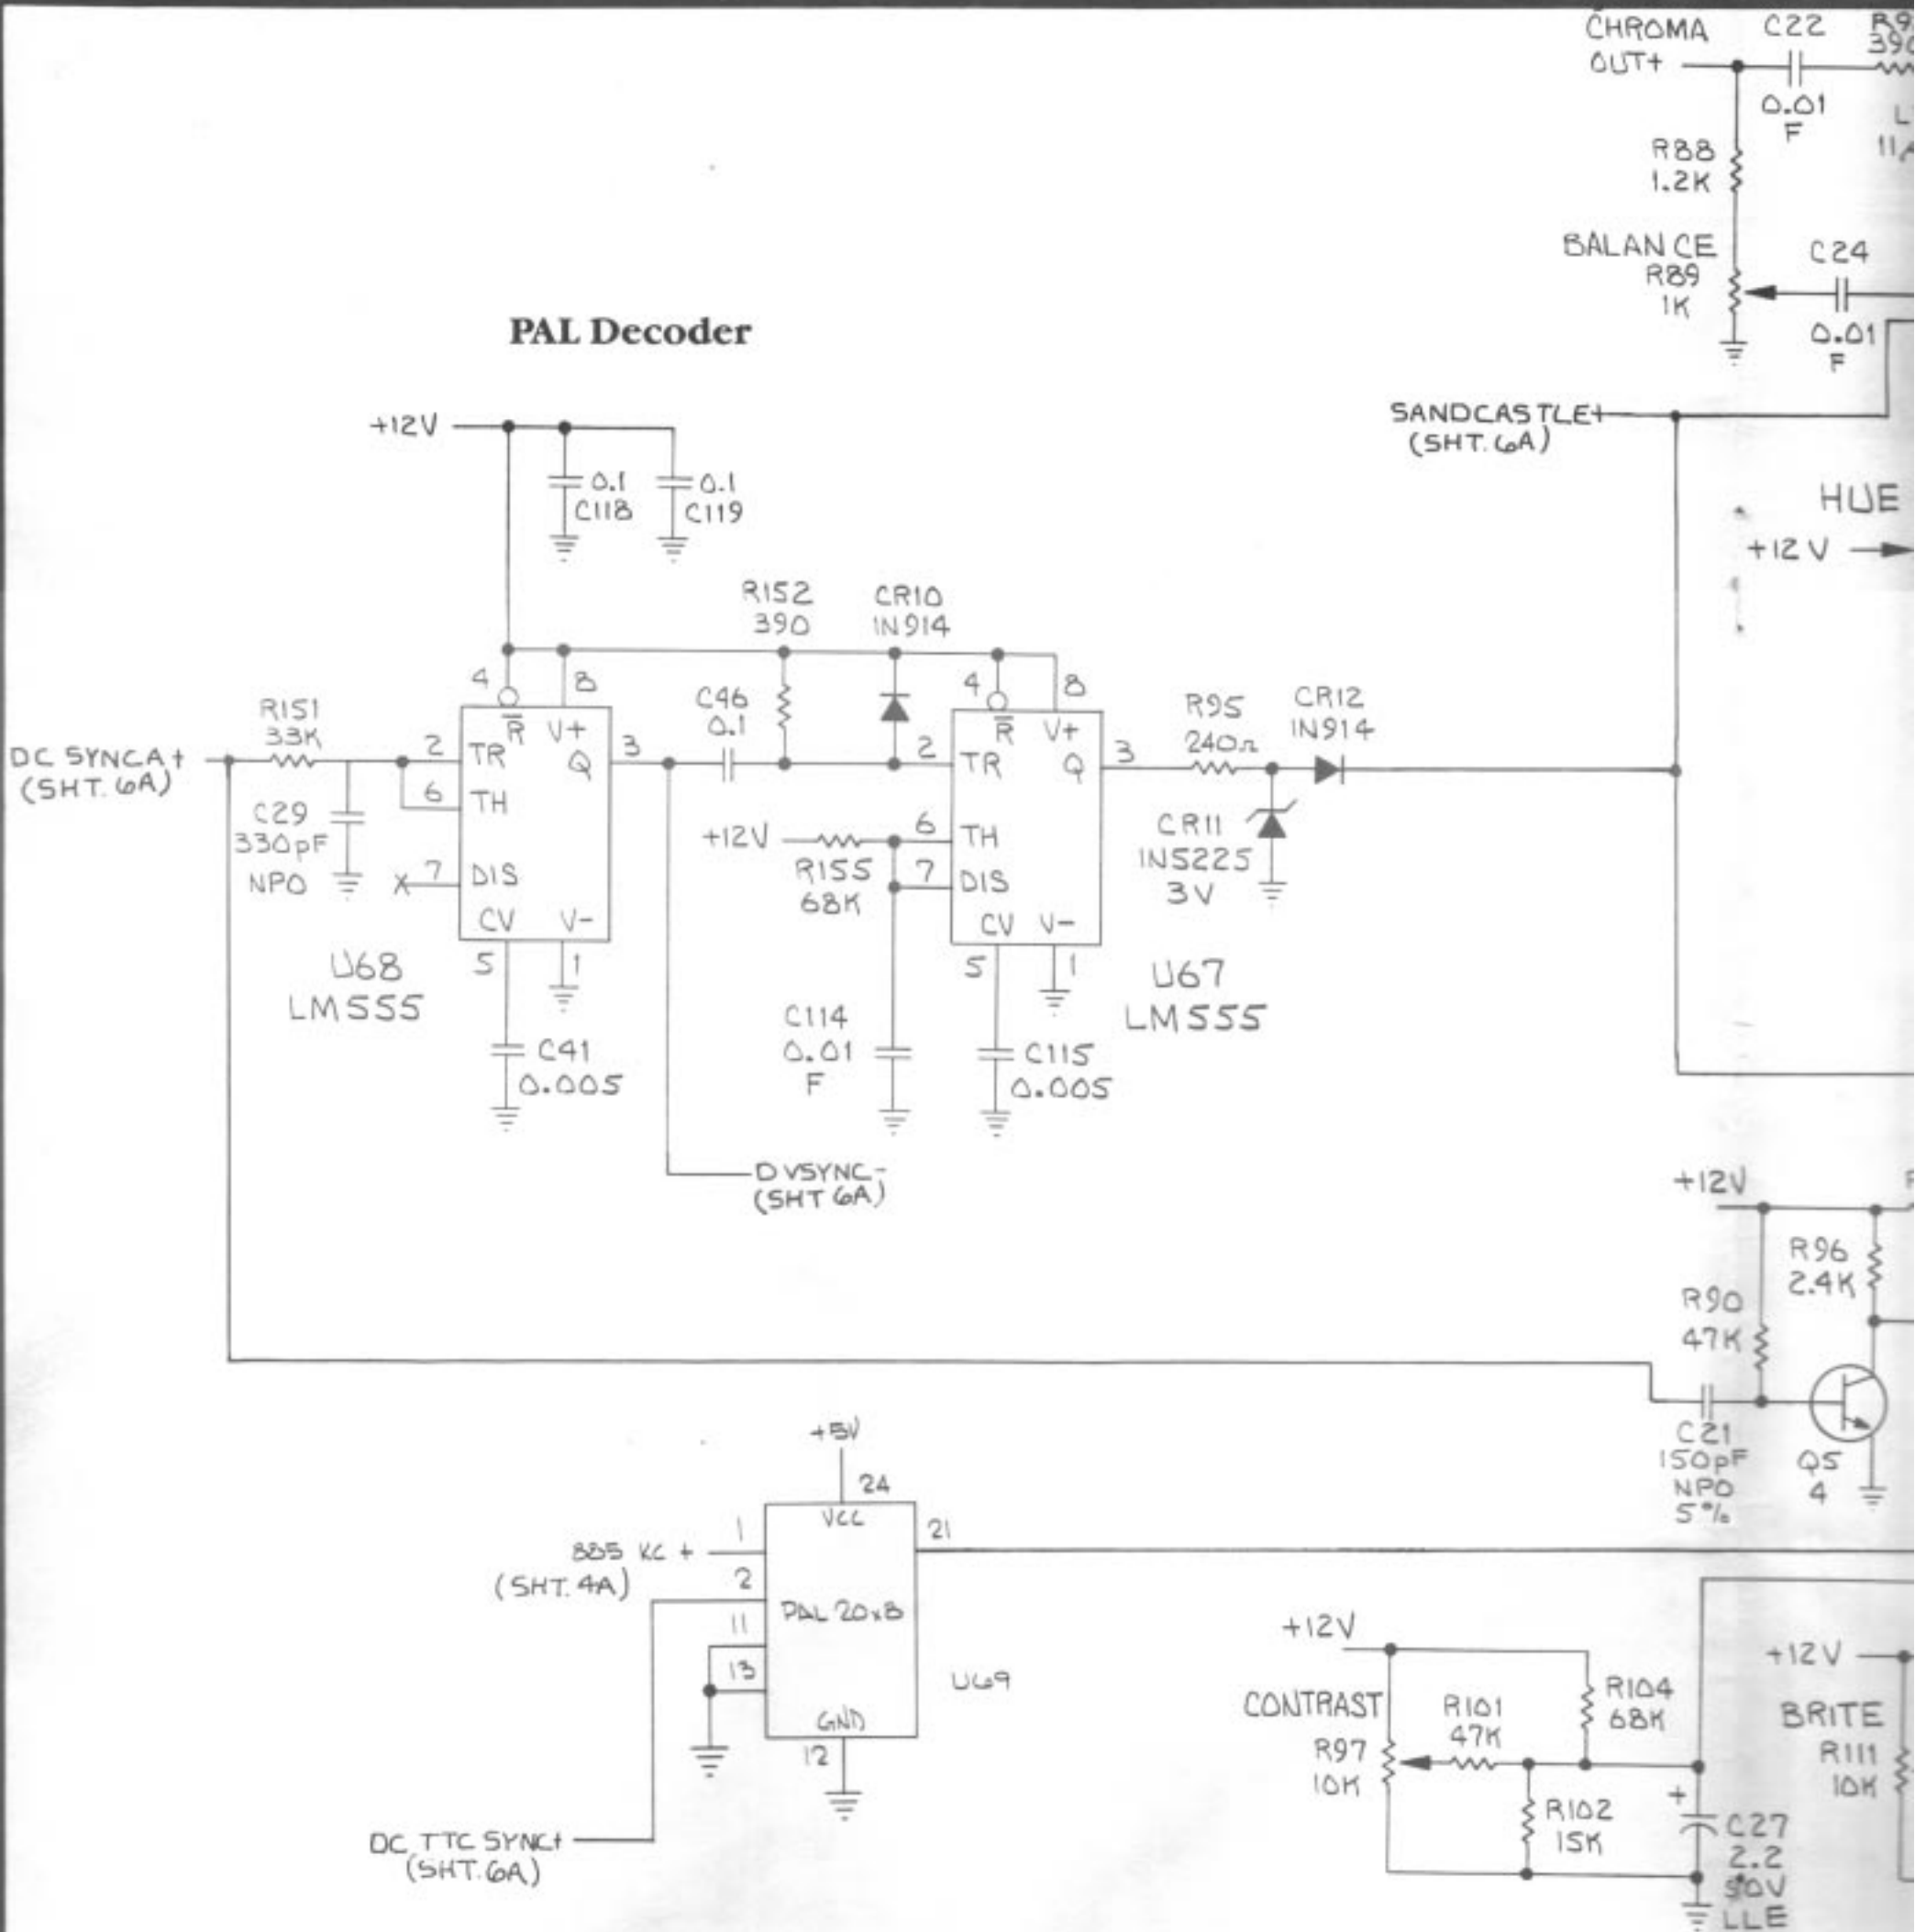 CHROMA
OUT+
C22
0.01
F
R88
1.2K
BALANCE
R89
1K
C24
0.01
F
PAL Decoder
SANDCASTLE+
(SHT. 6A)
HUE
+12V
+12V
0.1
C118
0.1
C119
R152
390
CR10
IN914
C46
0.1
R151
33K
DC SYNCA+
(SHT. 6A)
C29
330pF
NPO
4
8
R V+
2
TR
Q
3
6
TH
7
DIS
X
CV V-
5
1
U68
LM555
C41
0.005
4
8
R V+
2
TR
Q
3
+12V
R155
68K
6
TH
7
DIS
CV V-
5
1
U67
LM555
C114
0.01
F
C115
0.005
R95
240Ω
CR12
IN914
CR11
IN5225
3V
DVSYNC-
(SHT 6A)
+12V
R96
2.4K
R90
47K
C21
150pF
NPO
5%
Q5
4
+5V
24
VCC
885 KC +
(SHT. 4A)
1
2
11
13
21
PAL 20x8
U69
GND
12
DC TTC SYNC+
(SHT. 6A)
+12V
CONTRAST
R97
10K
R101
47K
R104
68K
R102
15K
+
C27
2.2
50V
LLE
+12V
BRITE
R111
10K